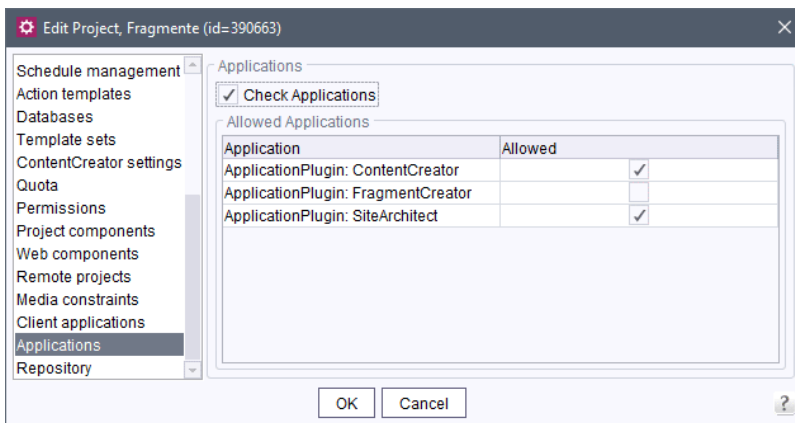 Edit Project, Fragmente (id=390663)
Schedule management
Action templates
Databases
Template sets
ContentCreator settings
Quota
Permissions
Project components
Web components
Remote projects
Media constraints
Client applications
Applications
Repository
Applications
Check Applications
Allowed Applications
Application Allowed
ApplicationPlugin: ContentCreator
ApplicationPlugin: FragmentCreator
ApplicationPlugin: SiteArchitect
OK Cancel
?